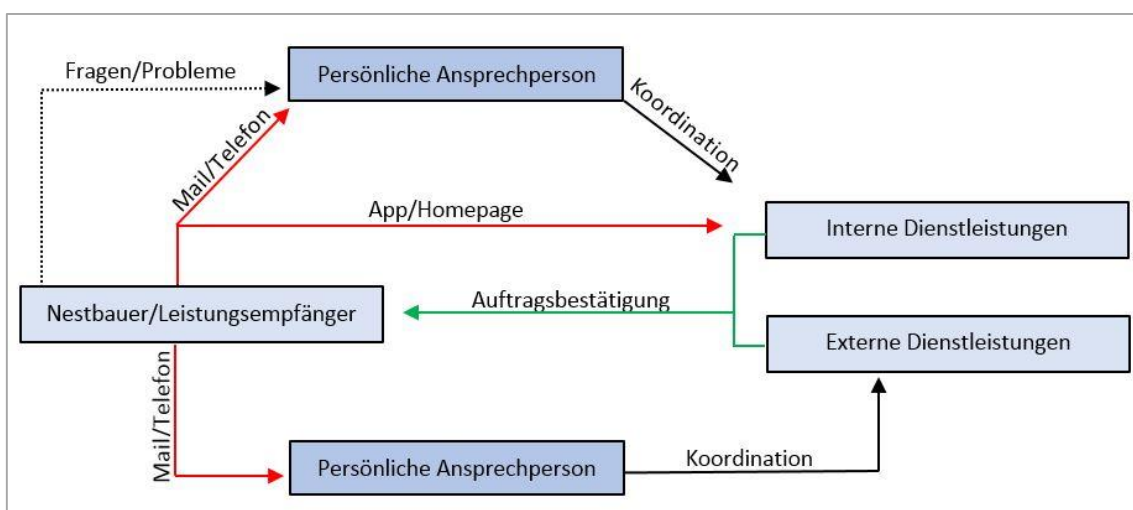 Fragen/Probleme
Persönliche Ansprechperson
Koordination
Mail/Telefon
App/Homepage
Interne Dienstleistungen
Nestbauer/Leistungsempfänger
Auftragsbestätigung
Externe Dienstleistungen
Mail/Telefon
Persönliche Ansprechperson
Koordination